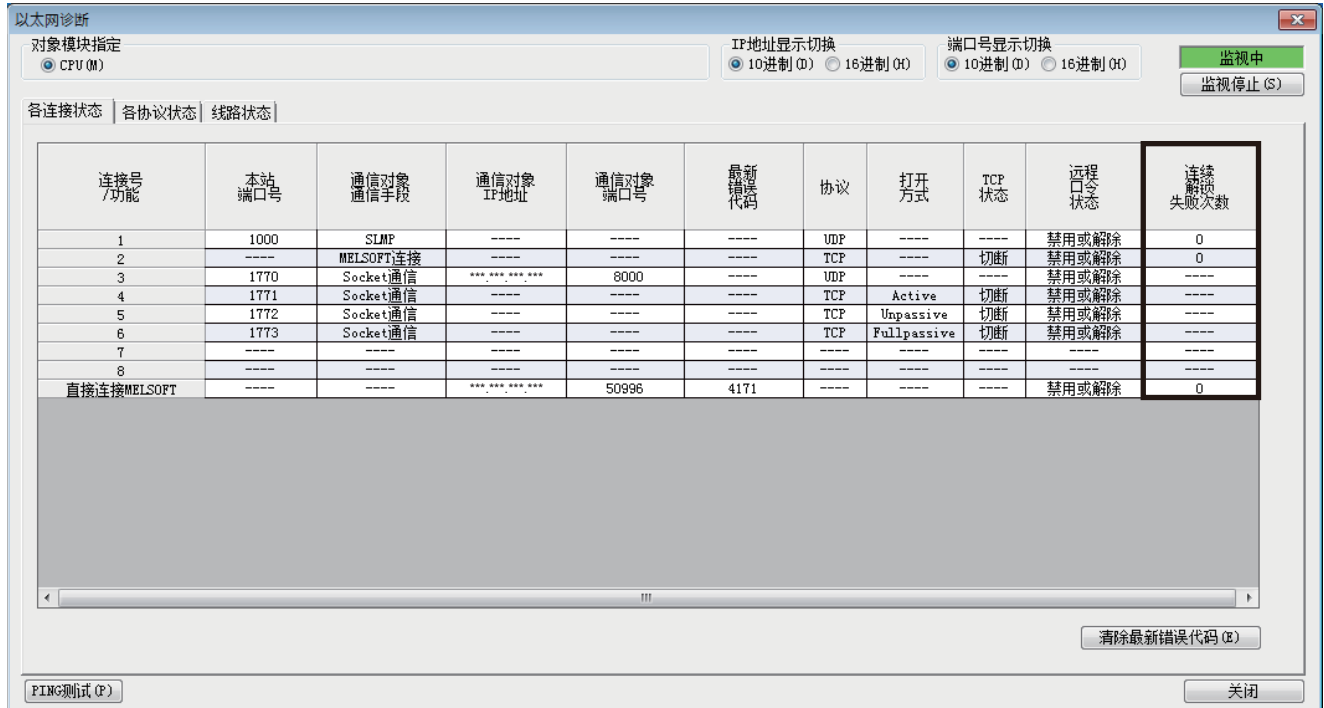 以太网诊断
对象模块指定
CPU(M)
IP地址显示切换
10进制(D) 16进制(H)
端口号显示切换
10进制(D) 16进制(H)
监视中
监视停止(S)
各连接状态 各协议状态 线路状态
连接号/功能 本站端口号 通信对象通信手段 通信对象IP地址 通信对象端口号 最新错误代码 协议 打开方式 TCP状态 远程口令状态 连续解锁失败次数
1 1000 SLMP ---- ---- ---- UDP ---- ---- 禁用或解除 0
2 ---- MELSOFT连接 ---- ---- ---- TCP ---- 切断 禁用或解除 0
3 1770 Socket通信 ***.***.***.*** 8000 ---- UDP ---- ---- 禁用或解除 ----
4 1771 Socket通信 ---- ---- ---- TCP Active 切断 禁用或解除 ----
5 1772 Socket通信 ---- ---- ---- TCP Unpassive 切断 禁用或解除 ----
6 1773 Socket通信 ---- ---- ---- TCP Fullpassive 切断 禁用或解除 ----
7 ---- ---- ---- ---- ---- ---- ---- ---- ---- ----
8 ---- ---- ---- ---- ---- ---- ---- ---- ---- ----
直接连接MELSOFT ---- ---- ***.***.***.*** 50996 4171 ---- ---- ---- 禁用或解除 0
清除最新错误代码(E)
PING测试(P)
关闭